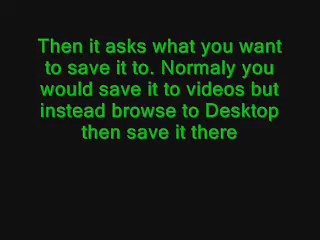 Then it asks what you want
to save it to. Normaly you
would save it to videos but
instead browse to Desktop
then save it there